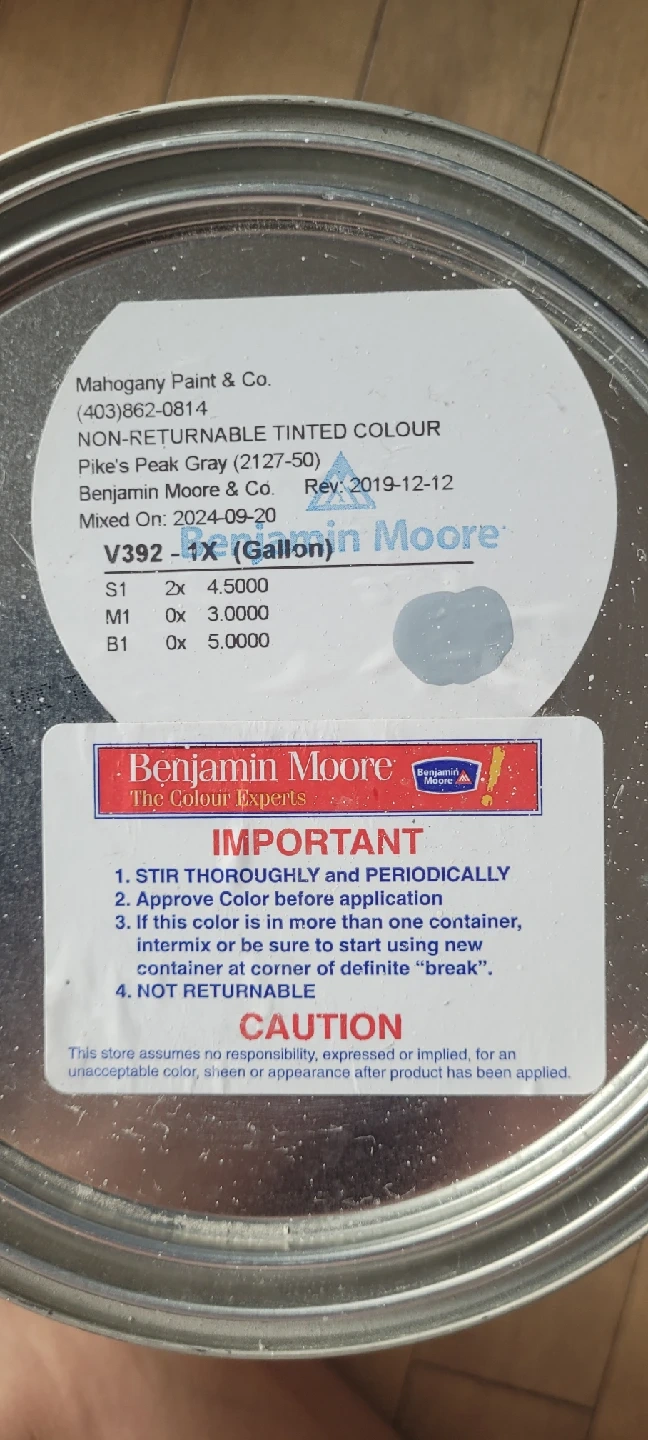 Mahogany Paint & Co.
(403)862-0814
NON-RETURNABLE TINTED COLOUR
Pike's Peak Gray (2127-50)
Benjamin Moore & Co. Rev: 2019-12-12
Mixed On: 2024-09-20
Benjamin Moore
V392 - 1X (Gallon)
S1 2x 4.5000
M1 0x 3.0000
B1 0x 5.0000
Benjamin Moore
The Colour Experts
Benjamin
Moore
IMPORTANT
1. STIR THOROUGHLY and PERIODICALLY
2. Approve Color before application
3. If this color is in more than one container,
intermix or be sure to start using new
container at corner of definite “break”.
4. NOT RETURNABLE
CAUTION
This store assumes no responsibility, expressed or implied, for an
unacceptable color, sheen or appearance after product has been applied.